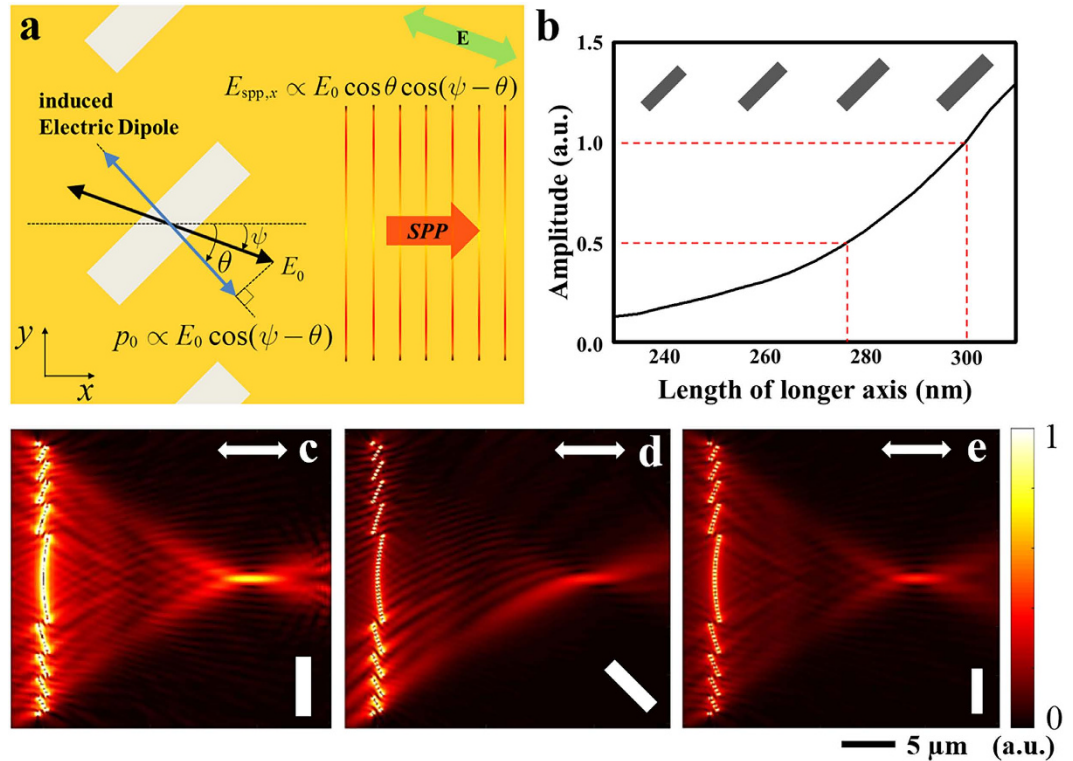 a
E
E_spp,x ∝ E_0 cos θ cos(ψ − θ)
induced
Electric Dipole
SPP
ψ
θ
E_0
p_0 ∝ E_0 cos(ψ − θ)
y
x
b
Amplitude (a.u.)
1.5
1.0
0.5
0.0
240 260 280 300
Length of longer axis (nm)
c
d
e
1
0
5 µm (a.u.)